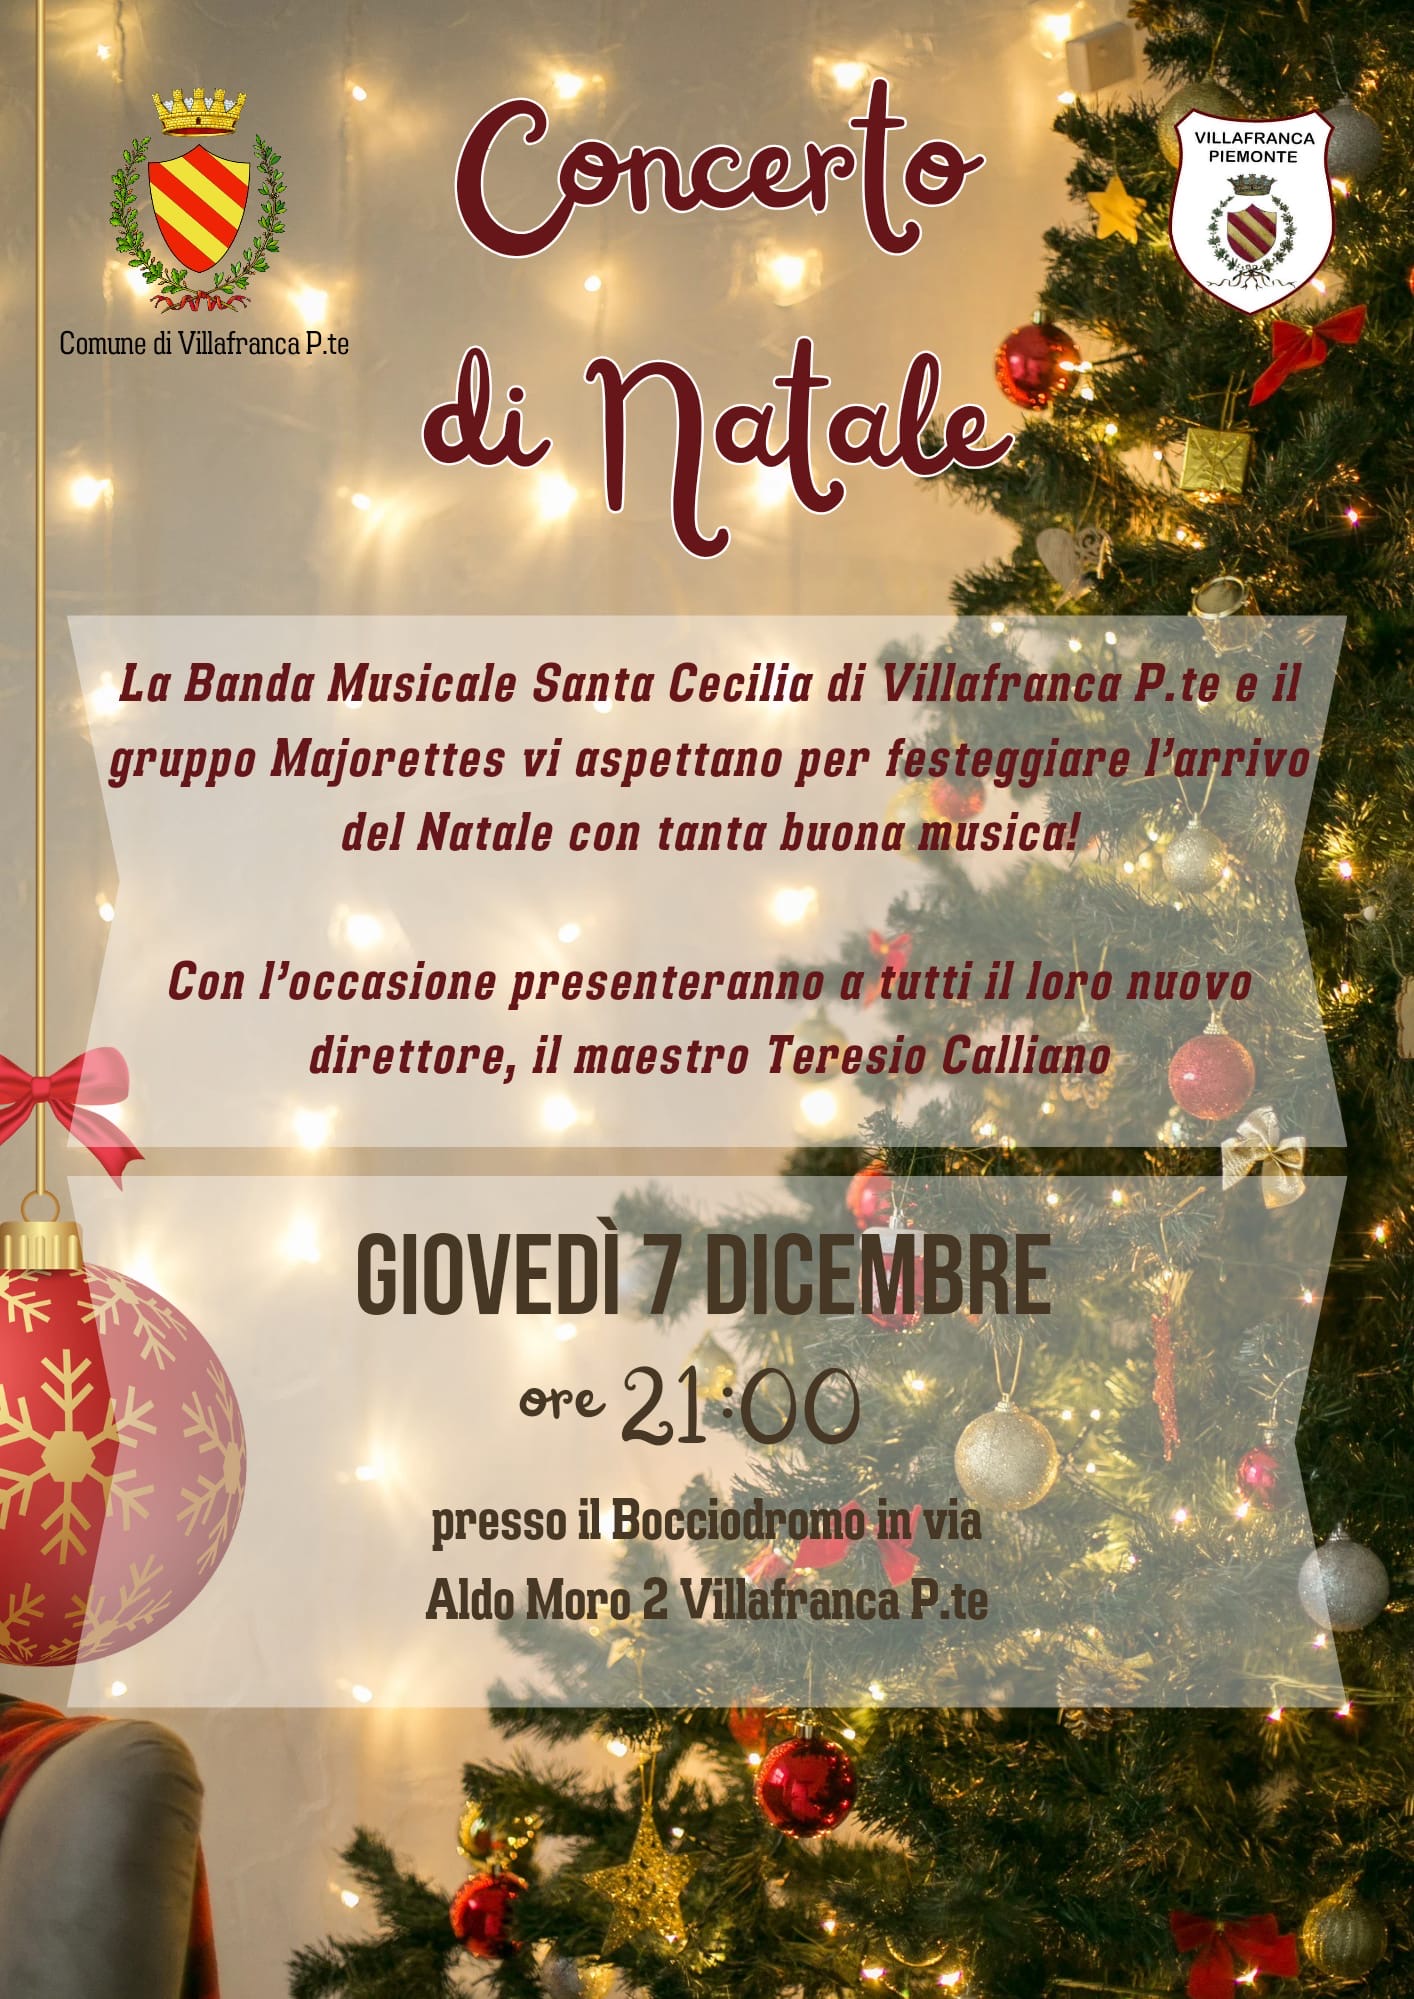 Concerto
di Natale
Comune di Villafranca P.te
VILLAFRANCA
PIEMONTE
La Banda Musicale Santa Cecilia di Villafranca P.te e il
gruppo Majorettes vi aspettano per festeggiare l'arrivo
del Natale con tanta buona musica!
Con l'occasione presenteranno a tutti il loro nuovo
direttore, il maestro Teresio Calliano
GIOVEDÌ 7 DICEMBRE
ore 21:00
presso il Bocciodromo in via
Aldo Moro 2 Villafranca P.te